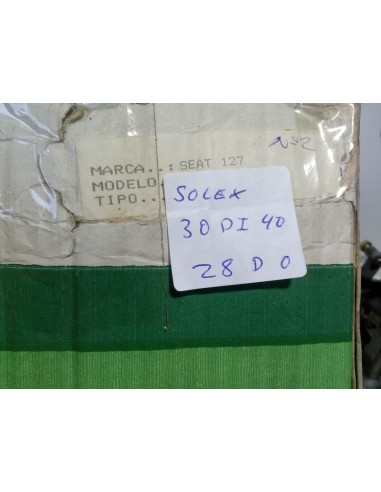 MARCA..: SEAT 127
MODELO
TIPO...
SOLEX
30 DI 40
28 D 0